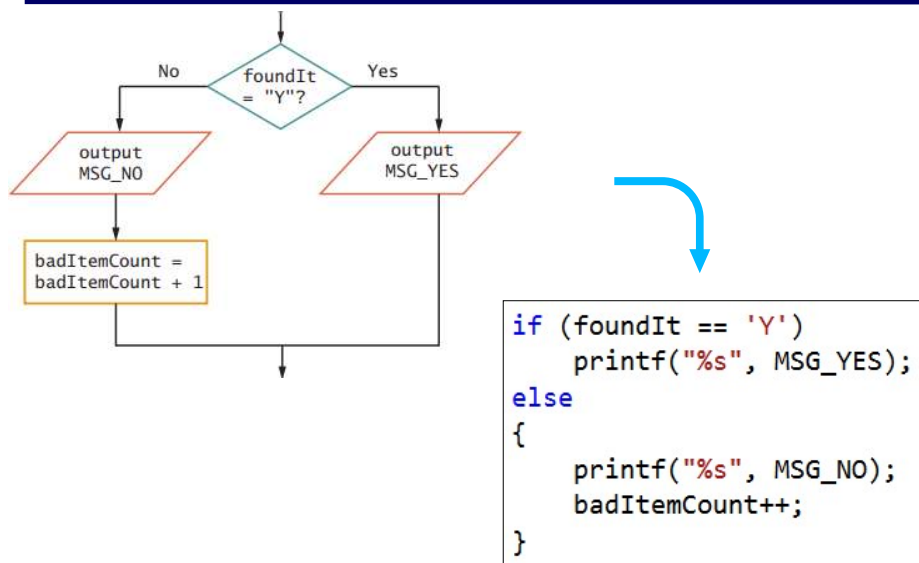 No
foundIt
= "Y"?
Yes
output
MSG_NO
output
MSG_YES
badItemCount =
badItemCount + 1
if (foundIt == 'Y')
    printf("%s", MSG_YES);
else
{
    printf("%s", MSG_NO);
    badItemCount++;
}